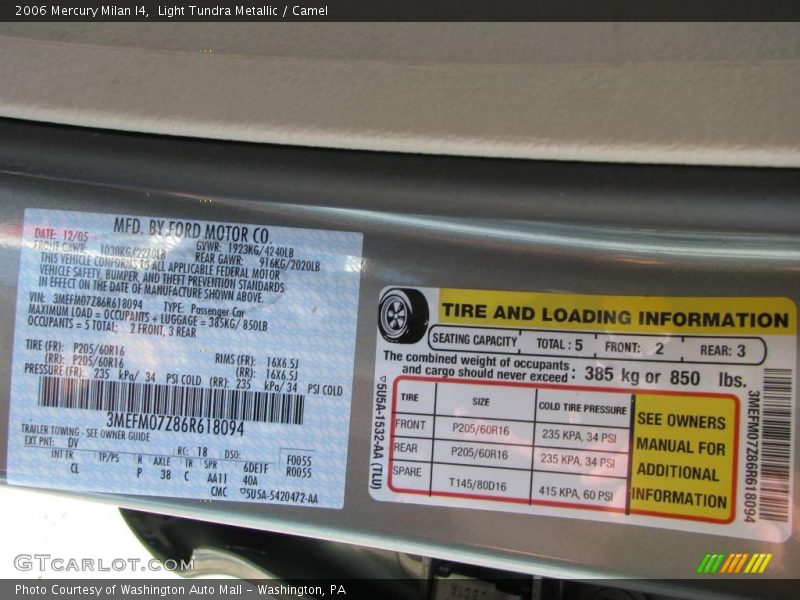 2006 Mercury Milan I4,  Light Tundra Metallic / Camel
MFD. BY FORD MOTOR CO.
DATE: 12/05 GVWR: 1923KG/4240LB
FRONT GAWR: 1030KG/2270LB REAR GAWR: 916KG/2020LB
THIS VEHICLE CONFORMS TO ALL APPLICABLE FEDERAL MOTOR
VEHICLE SAFETY, BUMPER, AND THEFT PREVENTION STANDARDS
IN EFFECT ON THE DATE OF MANUFACTURE SHOWN ABOVE.
VIN: 3MEFM07Z86R618094 TYPE: Passenger Car
MAXIMUM LOAD = OCCUPANTS + LUGGAGE = 385KG/ 850LB
OCCUPANTS = 5 TOTAL; 2 FRONT, 3 REAR
TIRE (FR): P205/60R16 RIMS (FR): 16X6.5J
(RR): P205/60R16 (RR): 16X6.5J
PRESSURE (FR): 235 kPa/ 34 PSI COLD (RR): 235 kPa/ 34 PSI COLD
3MEFM07Z86R618094
TRAILER TOWING - SEE OWNER GUIDE
EXT PNT: DV RC: 18 DSO: F0055
INT TR TP/PS R AXLE TR SPR 6DE1F R0055
CL P 38 C AA11 40A
CMC 5U5A-5420472-AA
TIRE AND LOADING INFORMATION
SEATING CAPACITY TOTAL : 5 FRONT: 2 REAR: 3
The combined weight of occupants
and cargo should never exceed : 385 kg or 850 lbs.
TIRE SIZE COLD TIRE PRESSURE
FRONT P205/60R16 235 KPA, 34 PSI
REAR P205/60R16 235 KPA, 34 PSI
SPARE T145/80D16 415 KPA, 60 PSI
SEE OWNERS
MANUAL FOR
ADDITIONAL
INFORMATION
5U5A-1532-AA (TLU)
3MEFM07Z86R618094
GTCARLOT.COM
Photo Courtesy of Washington Auto Mall – Washington, PA